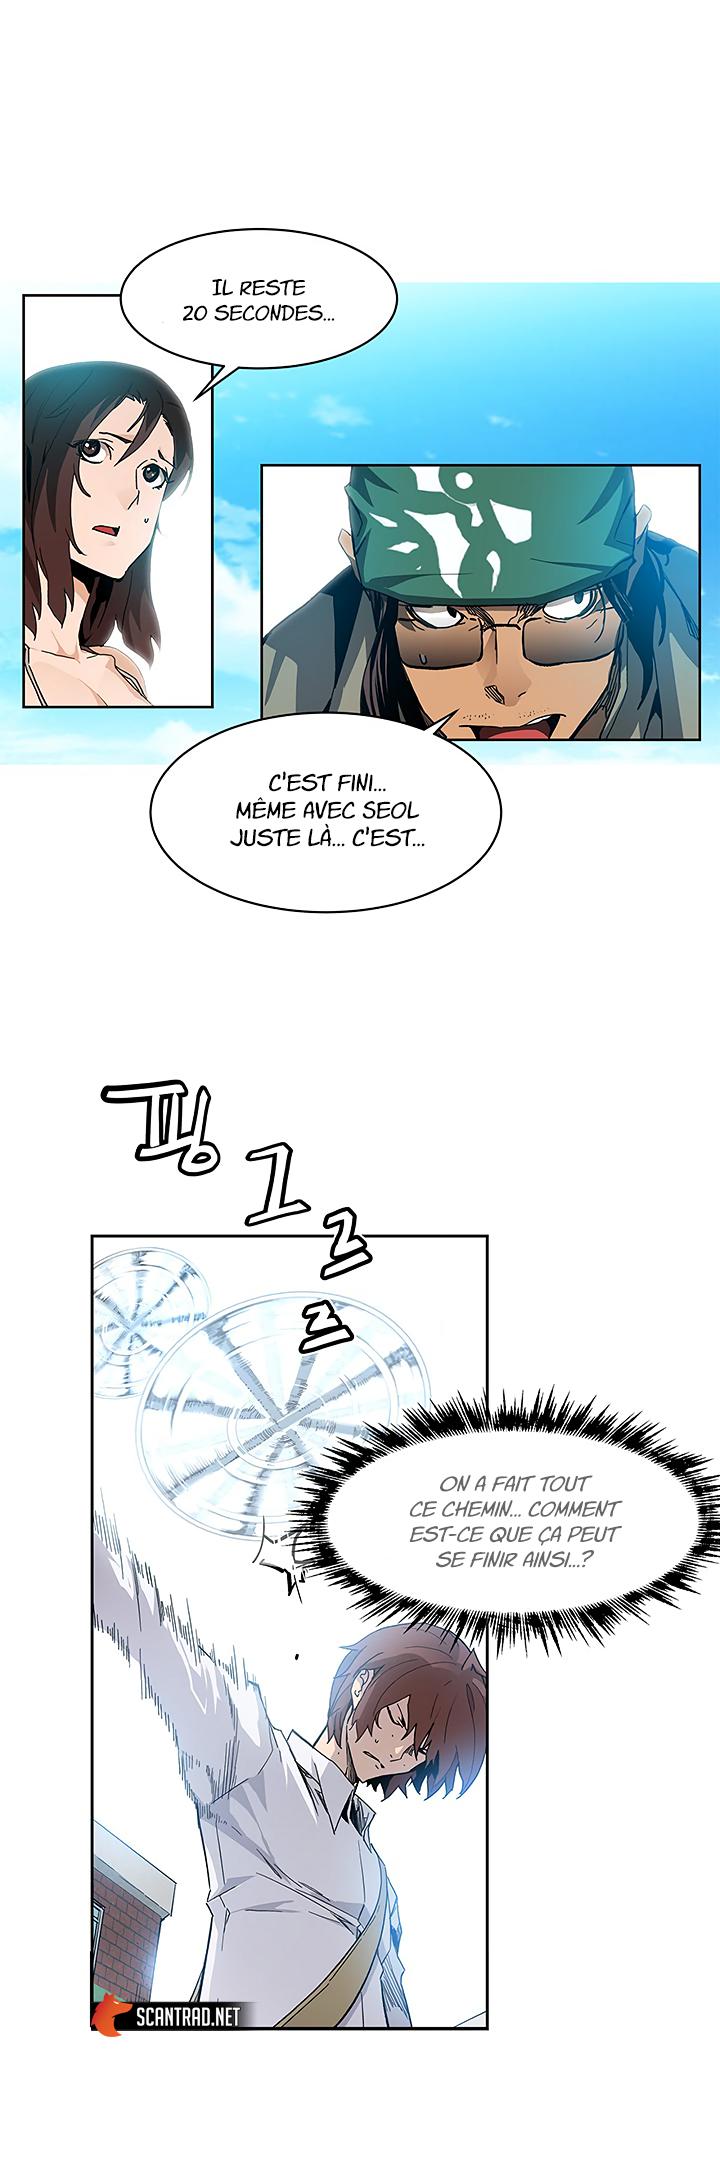 IL RESTE
20 SECONDES...
C'EST FINI...
MÊME AVEC SEOL
JUSTE LÀ... C'EST...
핑
그
르
르
ON A FAIT TOUT
CE CHEMIN... COMMENT
EST-CE QUE ÇA PEUT
SE FINIR AINSI...?
SCANTRAD.NET